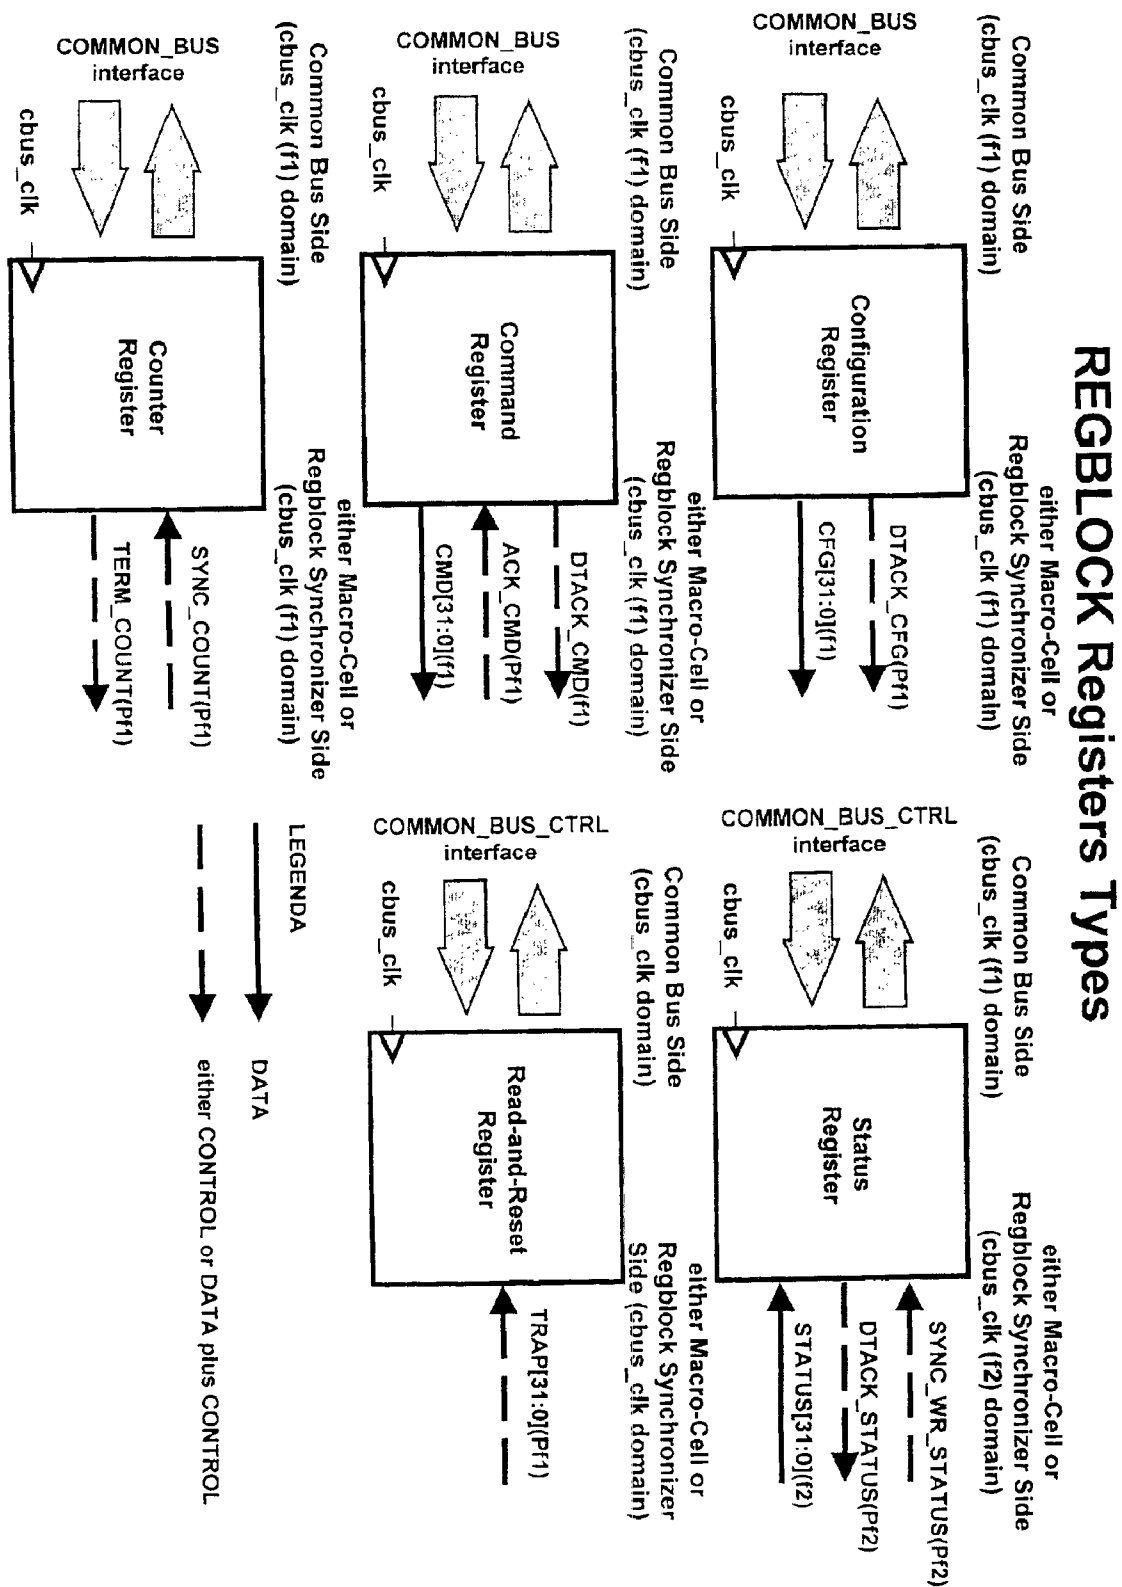 REGBLOCK Registers Types
Common Bus Side
(cbus_clk (f1) domain)
COMMON_BUS
interface
cbus_clk
Configuration
Register
either Macro-Cell or
Regblock Synchronizer Side
(cbus_clk (f1) domain)
DTACK_CFG(Pf1)
CFG[31:0](f1)
Common Bus Side
(cbus_clk (f1) domain)
COMMON_BUS_CTRL
interface
cbus_clk
Status
Register
either Macro-Cell or
Regblock Synchronizer Side
(cbus_clk (f2) domain)
SYNC_WR_STATUS(Pf2)
DTACK_STATUS(Pf2)
STATUS[31:0](f2)
Common Bus Side
(cbus_clk (f1) domain)
COMMON_BUS
interface
cbus_clk
Command
Register
either Macro-Cell or
Regblock Synchronizer Side
(cbus_clk (f1) domain)
DTACK_CMD(f1)
ACK_CMD(Pf1)
CMD[31:0](f1)
Common Bus Side
(cbus_clk domain)
COMMON_BUS_CTRL
interface
cbus_clk
Read-and-Reset
Register
either Macro-Cell or
Regblock Synchronizer
Side (cbus_clk domain)
TRAP[31:0](Pf1)
Common Bus Side
(cbus_clk (f1) domain)
COMMON_BUS
interface
cbus_clk
Counter
Register
either Macro-Cell or
Regblock Synchronizer Side
(cbus_clk (f1) domain)
SYNC_COUNT(Pf1)
TERM_COUNT(Pf1)
LEGENDA
DATA
either CONTROL or DATA plus CONTROL